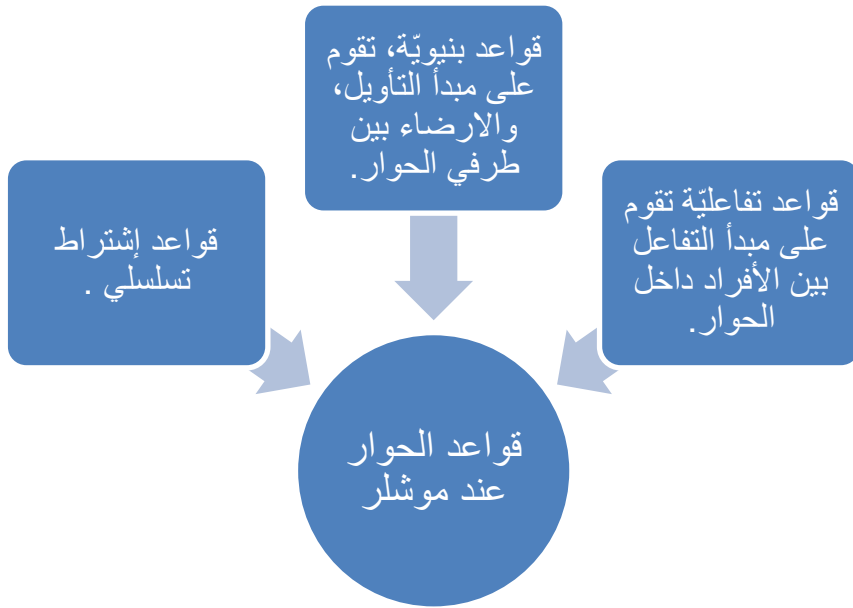 قواعد بنيويّة، تقوم
على مبدأ التأويل،
والارضاء بين
طرفي الحوار.
قواعد تفاعليّة تقوم
على مبدأ التفاعل
بين الأفراد داخل
الحوار.
قواعد إشتراط
تسلسلي .
قواعد الحوار
عند موشلر